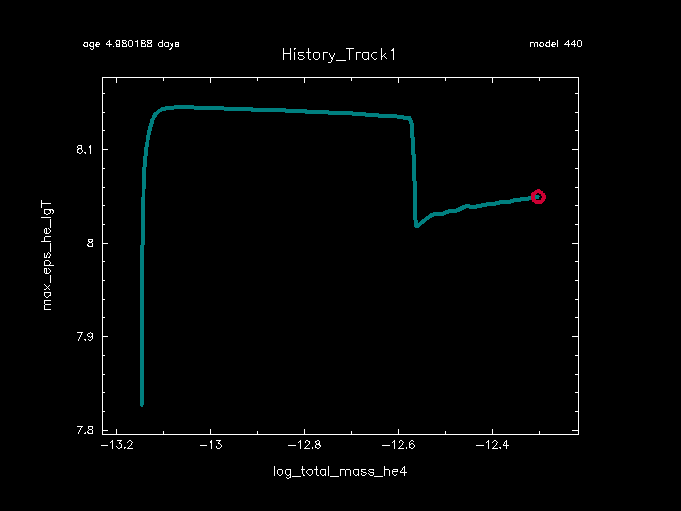 age 4.980188 days
model 440
History_Track1
8.1
8
7.9
7.8
max_eps_he_lgT
−13.2
−13
−12.8
−12.6
−12.4
log_total_mass_he4